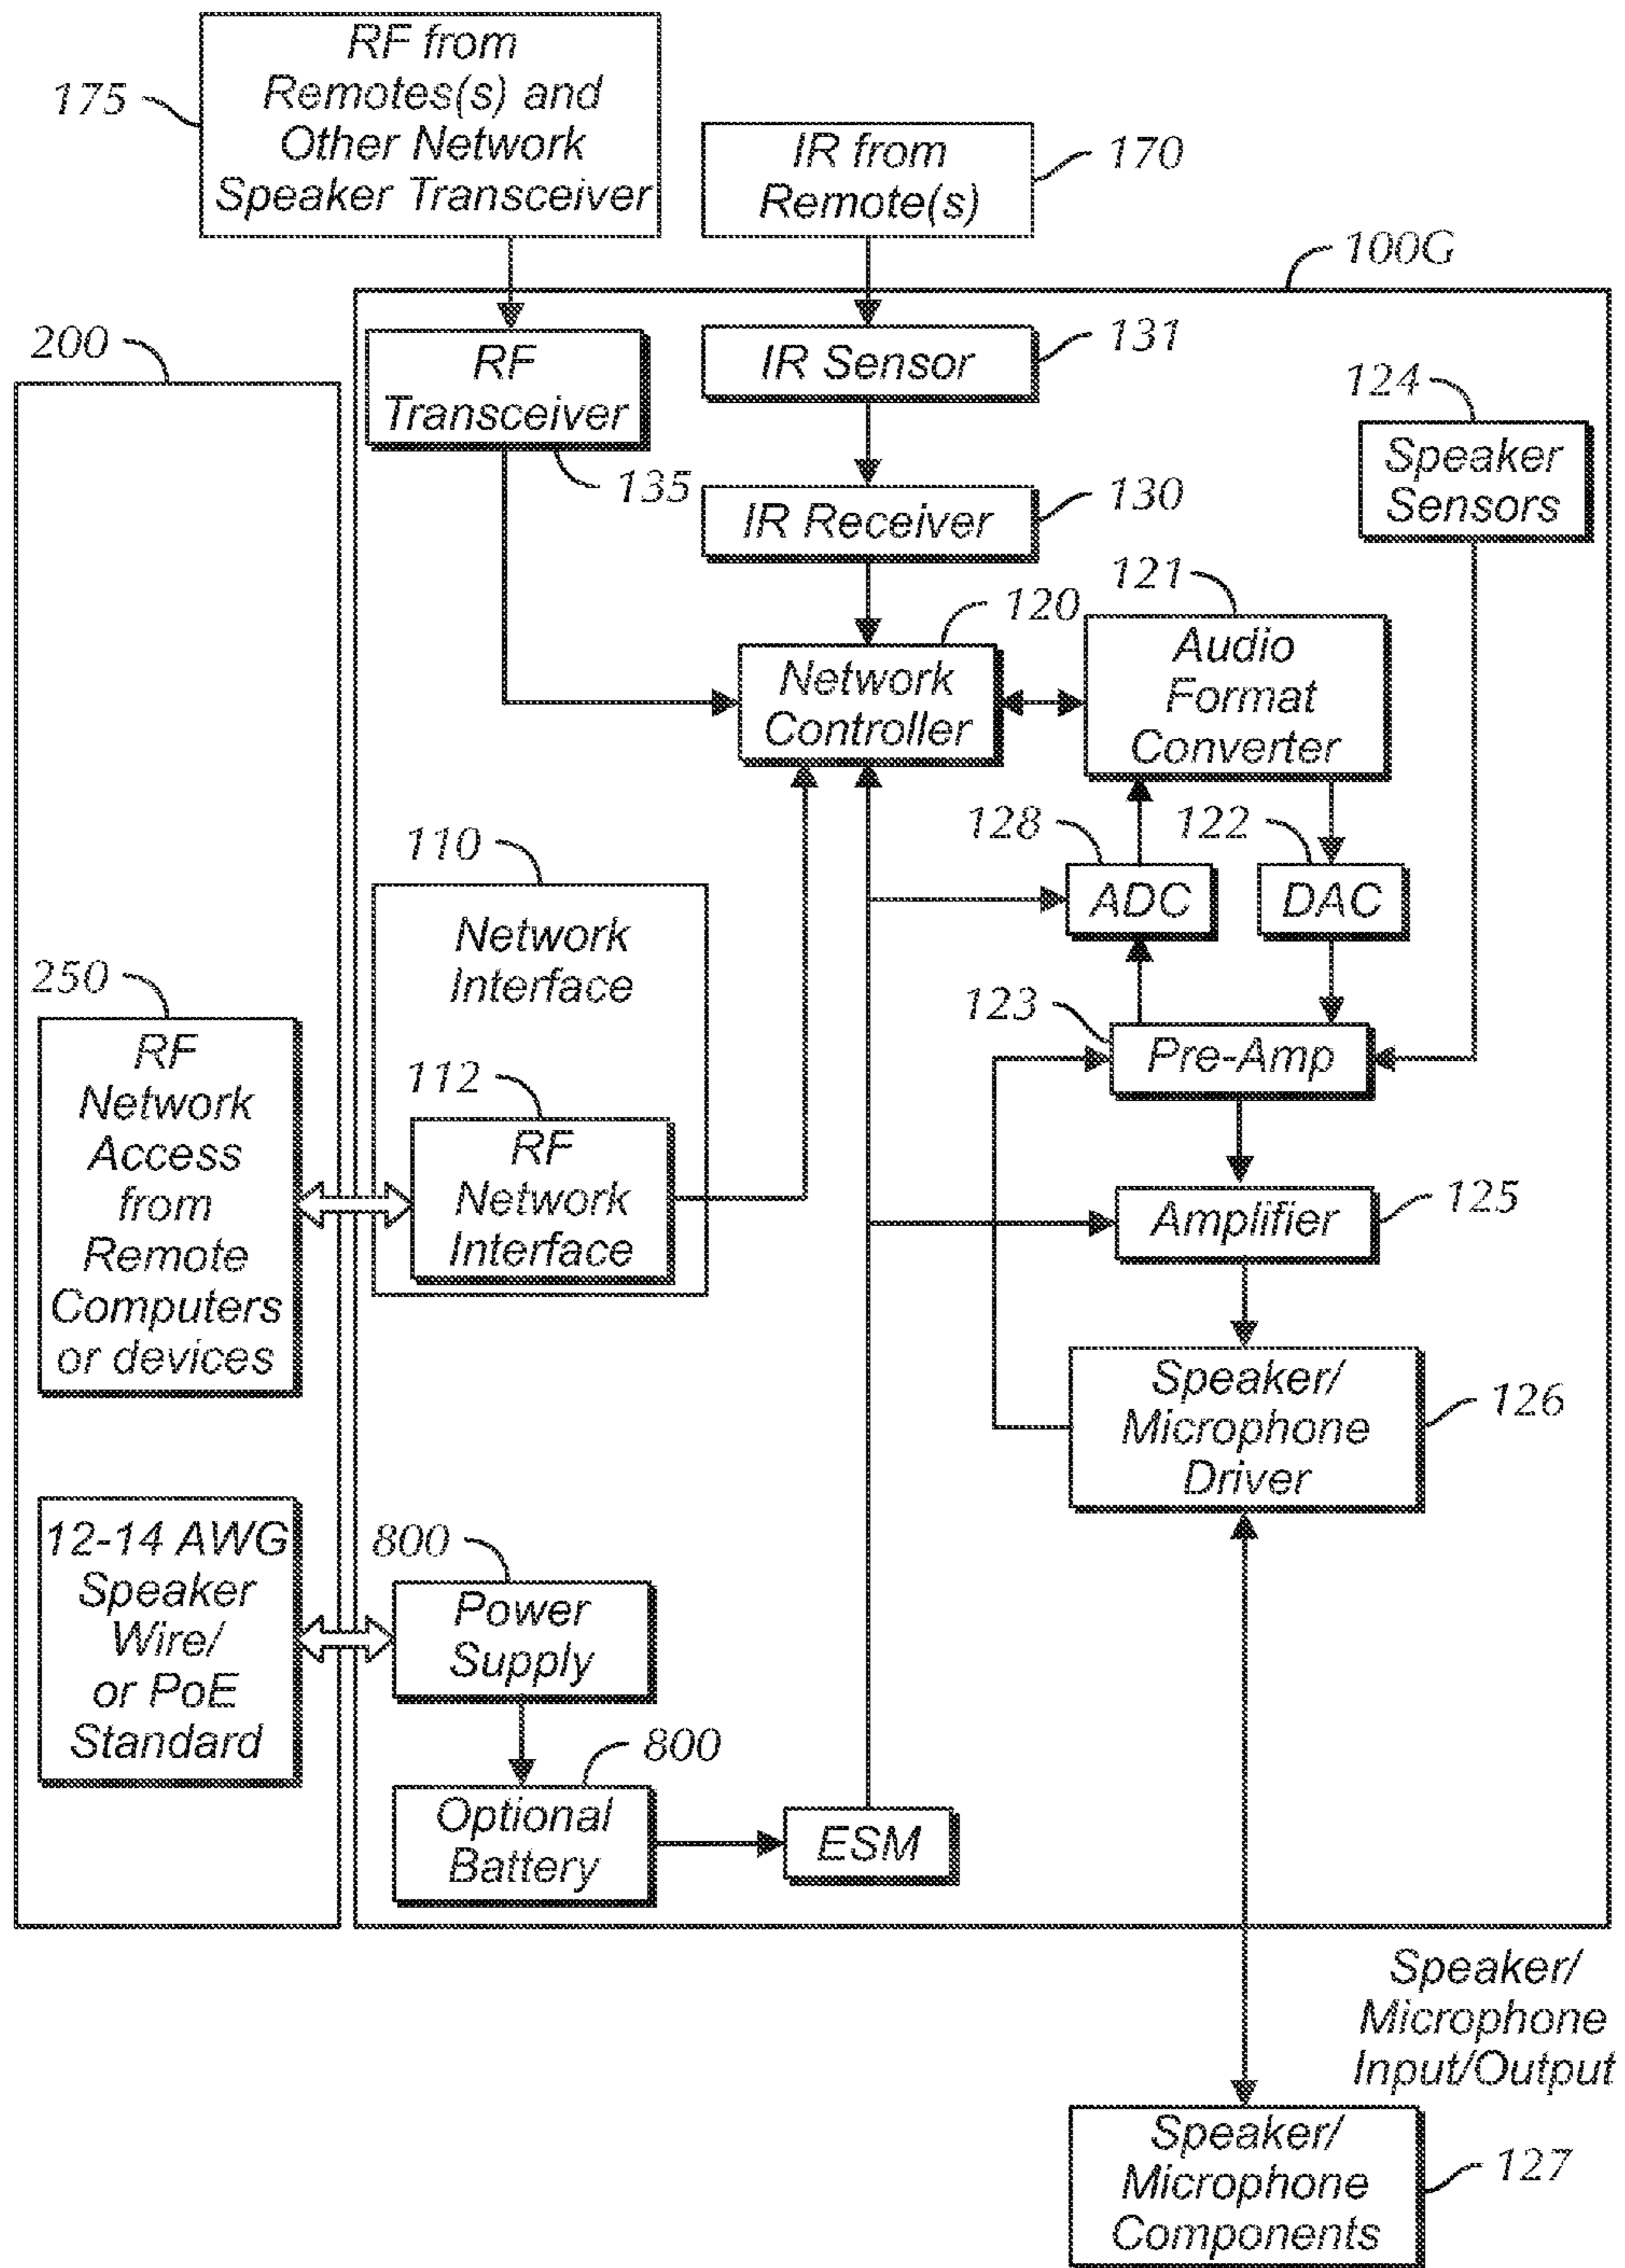 RF from
Remotes(s) and
Other Network
Speaker Transceiver
175
IR from
Remote(s)
170
100G
200
RF
Transceiver
135
IR Sensor
131
124
Speaker
Sensors
IR Receiver
130
120
Network
Controller
121
Audio
Format
Converter
128
ADC
122
DAC
110
Network
Interface
250
RF
Network
Access
from
Remote
Computers
or devices
112
RF
Network
Interface
123
Pre-Amp
Amplifier
125
Speaker/
Microphone
Driver
126
12-14 AWG
Speaker
Wire/
or PoE
Standard
800
Power
Supply
800
Optional
Battery
ESM
Speaker/
Microphone
Input/Output
Speaker/
Microphone
Components
127